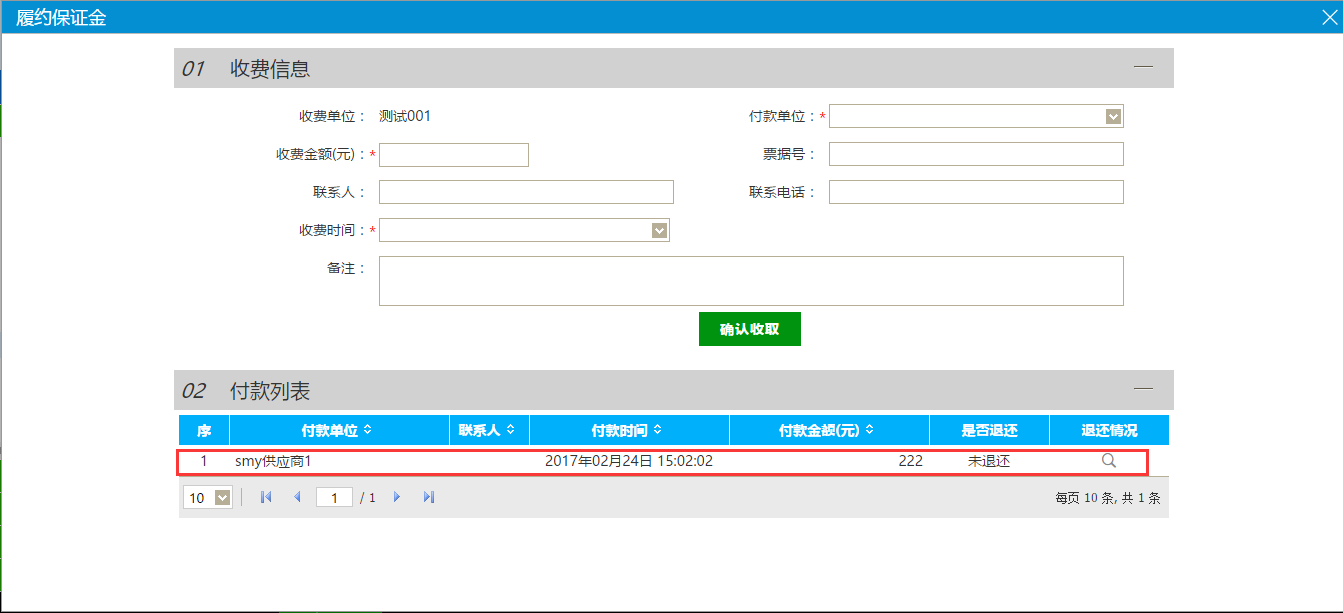 履约保证金
01 收费信息
收费单位： 测试001 付款单位：*
收费金额(元)：* 票据号：
联系人： 联系电话：
收费时间：*
备注：
确认收取
02 付款列表
序 付款单位 联系人 付款时间 付款金额(元) 是否退还 退还情况
1 smy供应商1 2017年02月24日 15:02:02 222 未退还
10 1 / 1 每页 10 条, 共 1 条